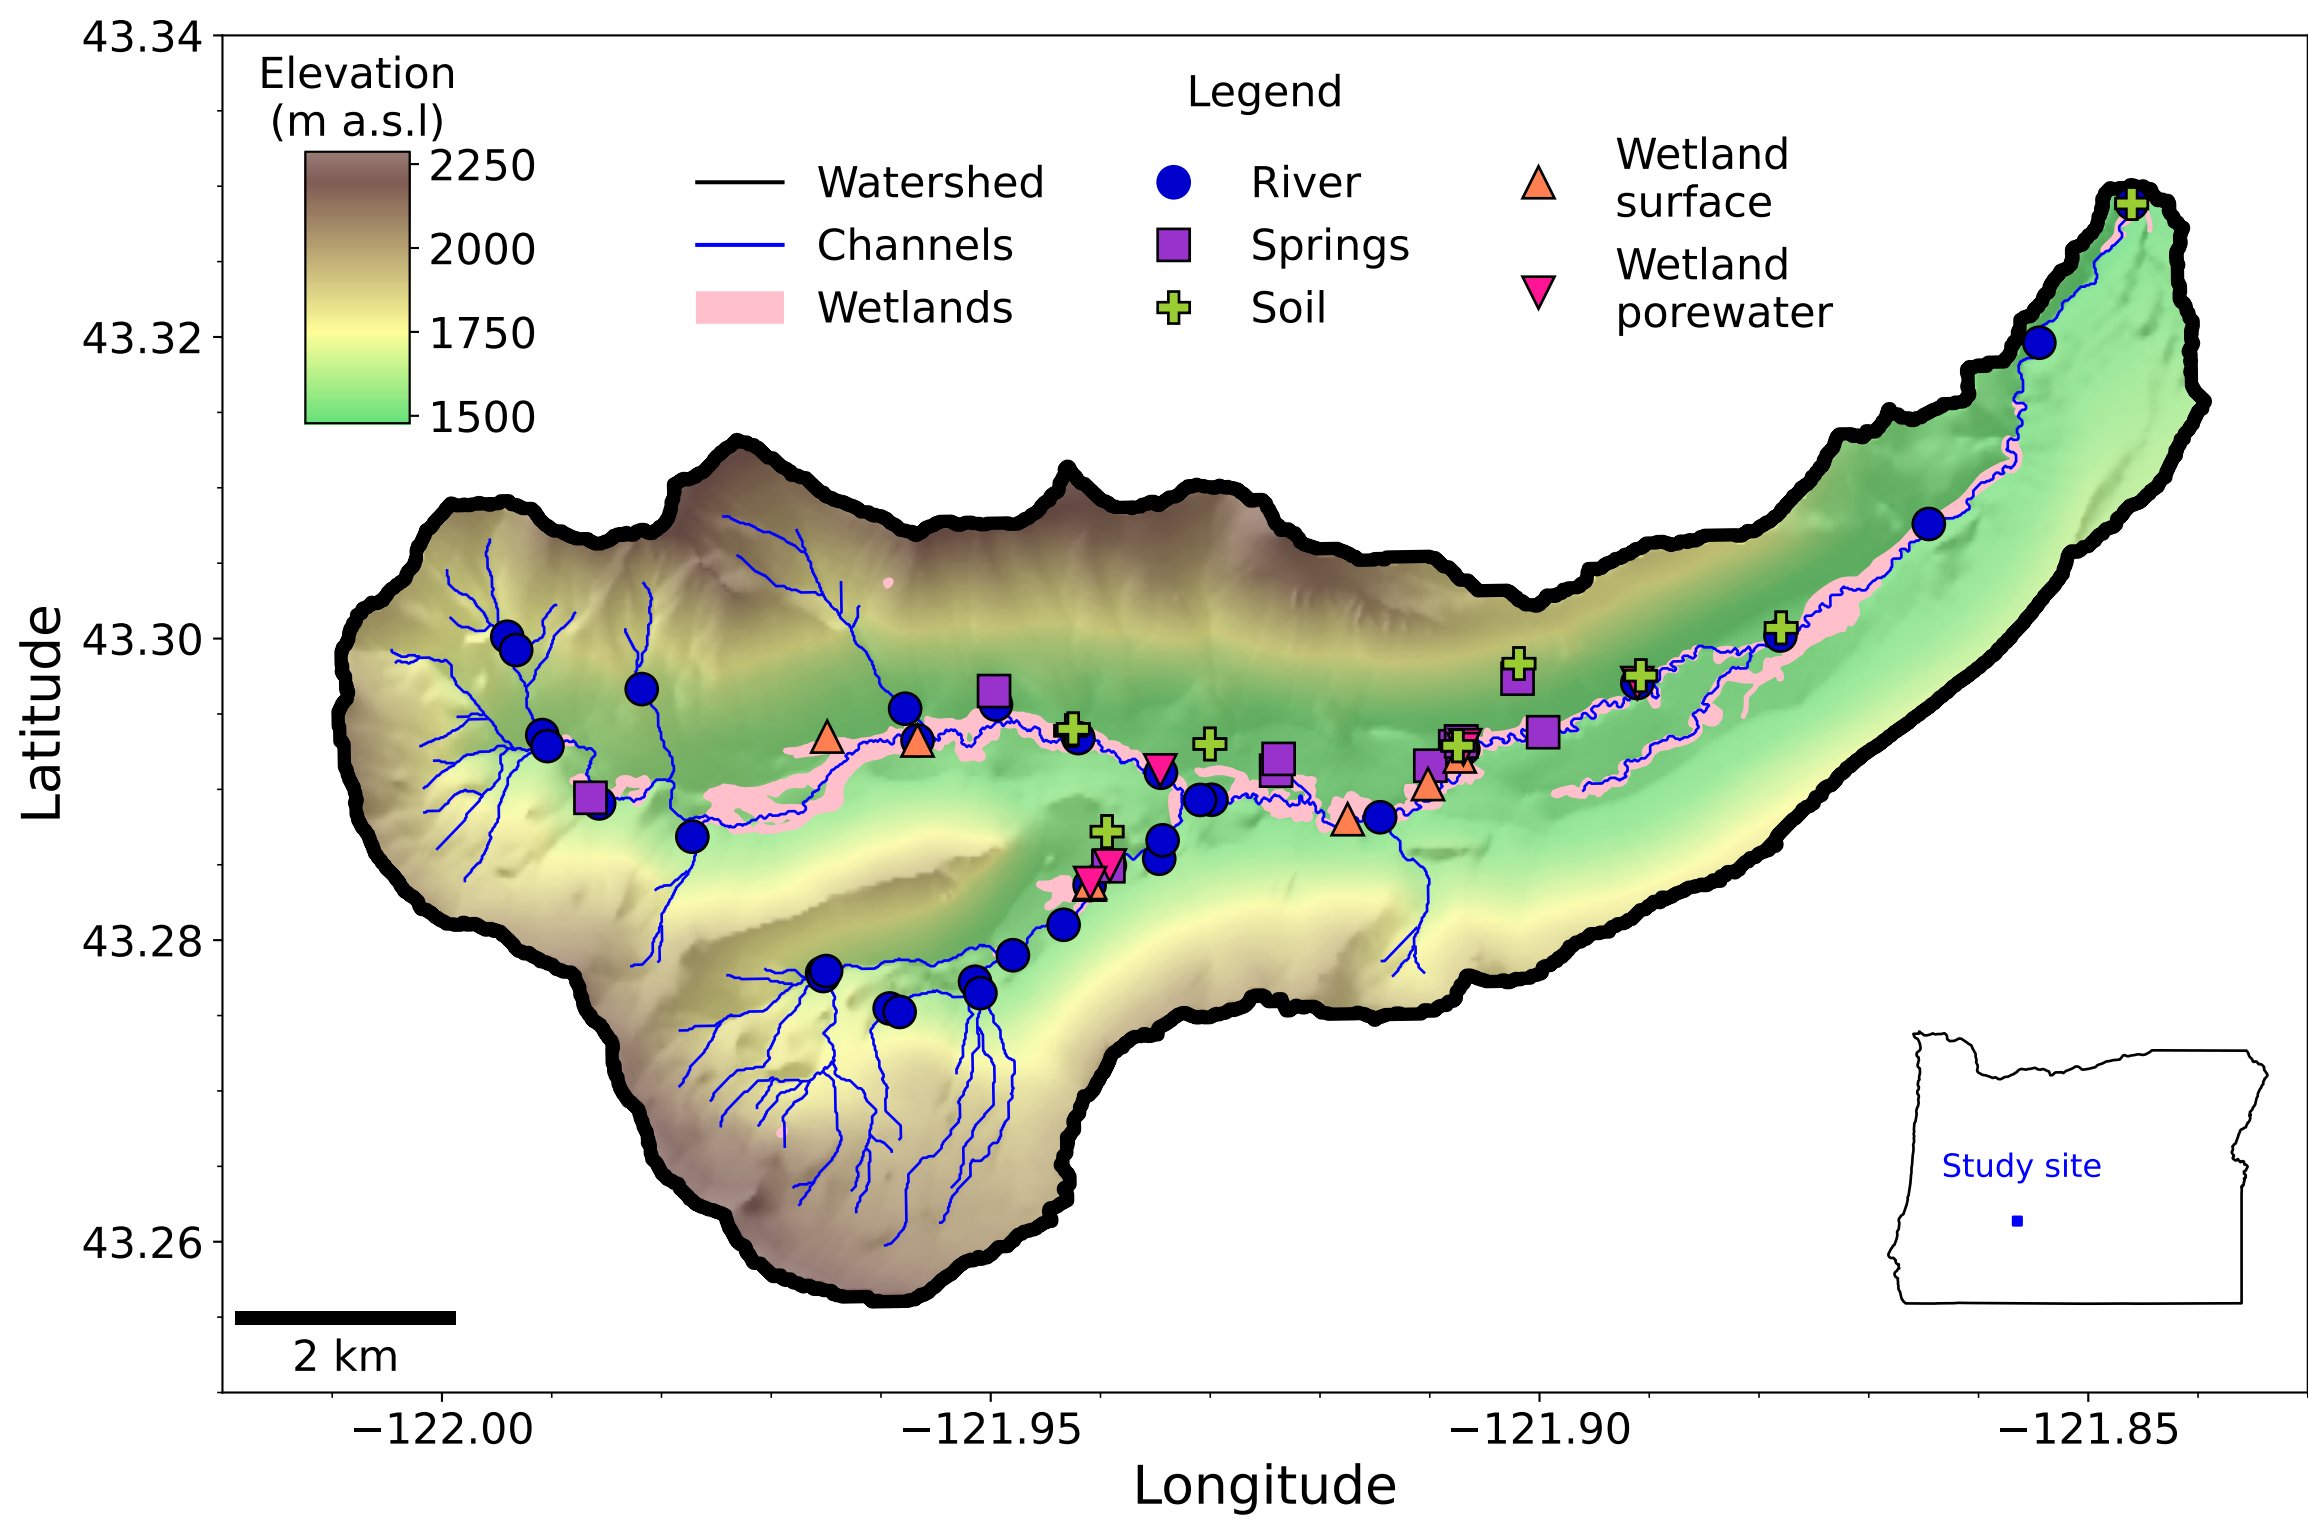 43.34
43.32
43.30
43.28
43.26
Latitude
Elevation
(m a.s.l)
2250
2000
1750
1500
Legend
Watershed
Channels
Wetlands
River
Springs
Soil
Wetland
surface
Wetland
porewater
Study site
2 km
−122.00
−121.95
−121.90
−121.85
Longitude